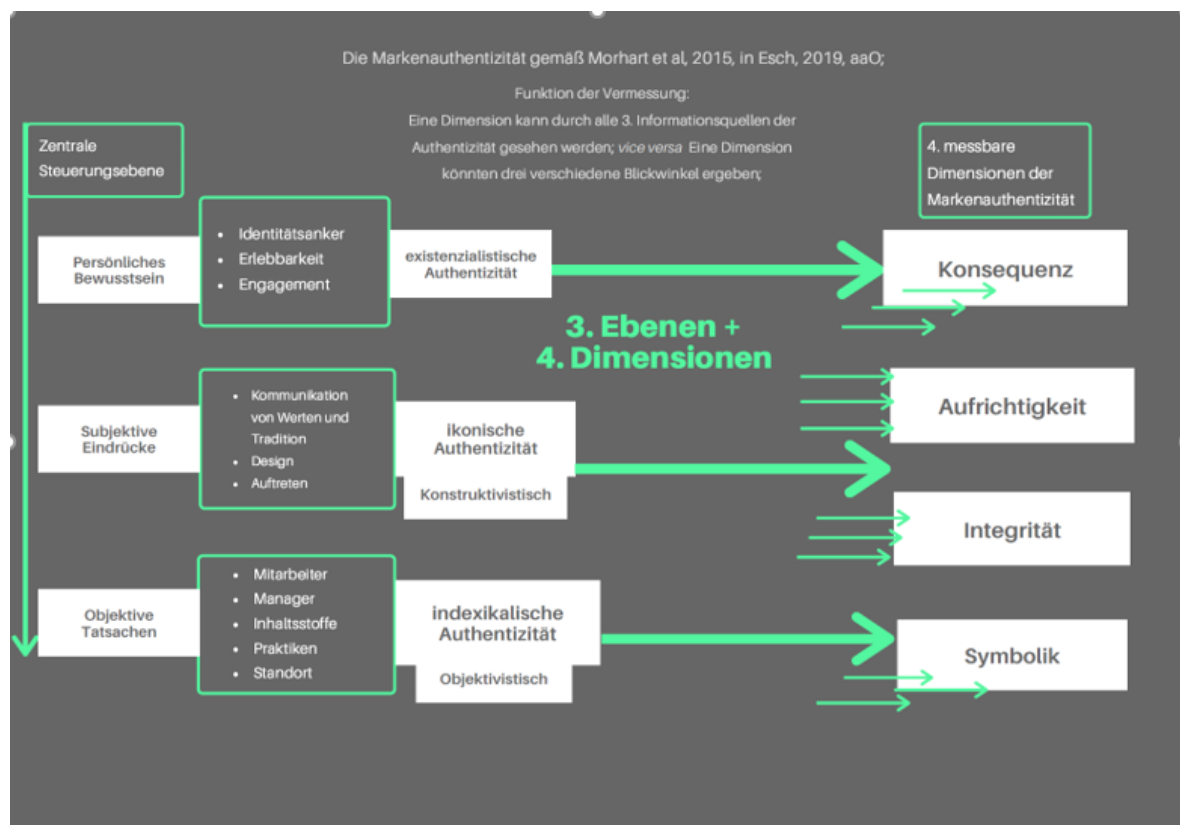 Die Markenauthentizität gemäß Morhart et al, 2015, in Esch, 2019, aaO;
Funktion der Vermessung:
Eine Dimension kann durch alle 3. Informationsquellen der
Authentizität gesehen werden; vice versa Eine Dimension
könnten drei verschiedene Blickwinkel ergeben;
Zentrale
Steuerungsebene
4. messbare
Dimensionen der
Markenauthentizität
Persönliches
Bewusstsein
• Identitätsanker
• Erlebbarkeit
• Engagement
existenzialistische
Authentizität
Konsequenz
3. Ebenen +
4. Dimensionen
Subjektive
Eindrücke
• Kommunikation
von Werten und
Tradition
• Design
• Auftreten
ikonische
Authentizität
Konstruktivistisch
Aufrichtigkeit
Integrität
Objektive
Tatsachen
• Mitarbeiter
• Manager
• Inhaltsstoffe
• Praktiken
• Standort
indexikalische
Authentizität
Objektivistisch
Symbolik